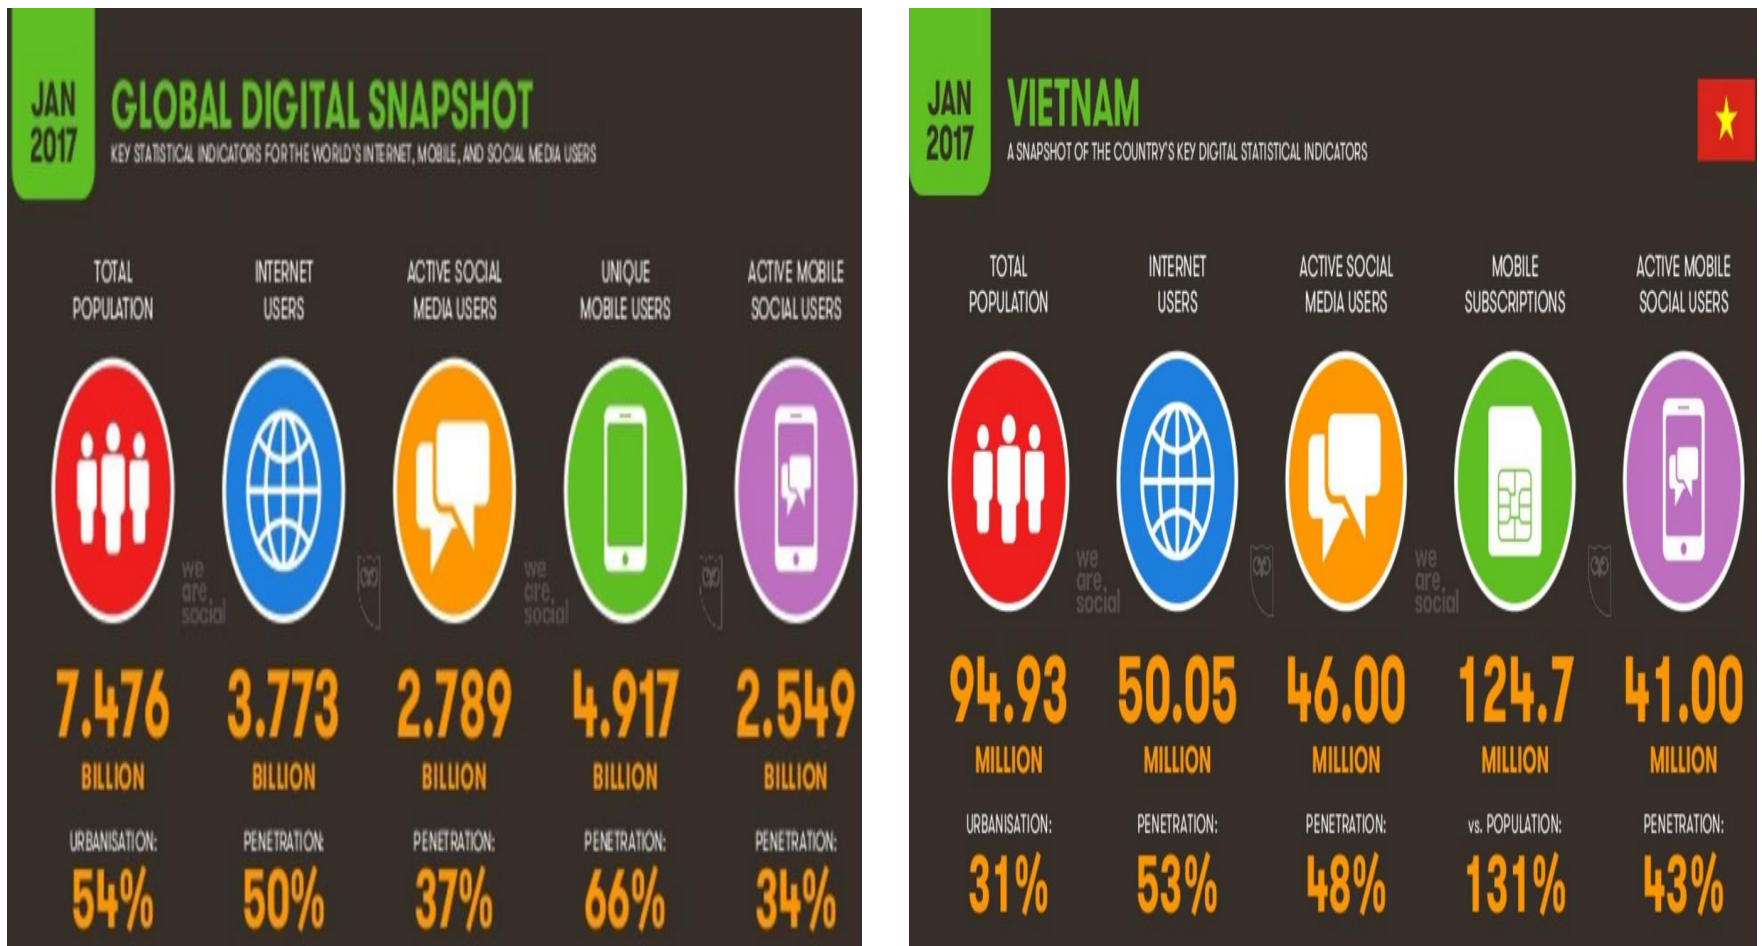 JAN
2017
GLOBAL DIGITAL SNAPSHOT
KEY STATISTICAL INDICATORS FOR THE WORLD'S INTERNET, MOBILE, AND SOCIAL MEDIA USERS
TOTAL
POPULATION
INTERNET
USERS
ACTIVE SOCIAL
MEDIA USERS
UNIQUE
MOBILE USERS
ACTIVE MOBILE
SOCIAL USERS
we
are.
social
we
are.
social
7.476
BILLION
3.773
BILLION
2.789
BILLION
4.917
BILLION
2.549
BILLION
URBANISATION:
54%
PENETRATION:
50%
PENETRATION:
37%
PENETRATION:
66%
PENETRATION:
34%
JAN
2017
VIETNAM
A SNAPSHOT OF THE COUNTRY'S KEY DIGITAL STATISTICAL INDICATORS
TOTAL
POPULATION
INTERNET
USERS
ACTIVE SOCIAL
MEDIA USERS
MOBILE
SUBSCRIPTIONS
ACTIVE MOBILE
SOCIAL USERS
we
are.
social
we
are.
social
94.93
MILLION
50.05
MILLION
46.00
MILLION
124.7
MILLION
41.00
MILLION
URBANISATION:
31%
PENETRATION:
53%
PENETRATION:
48%
vs. POPULATION:
131%
PENETRATION:
43%